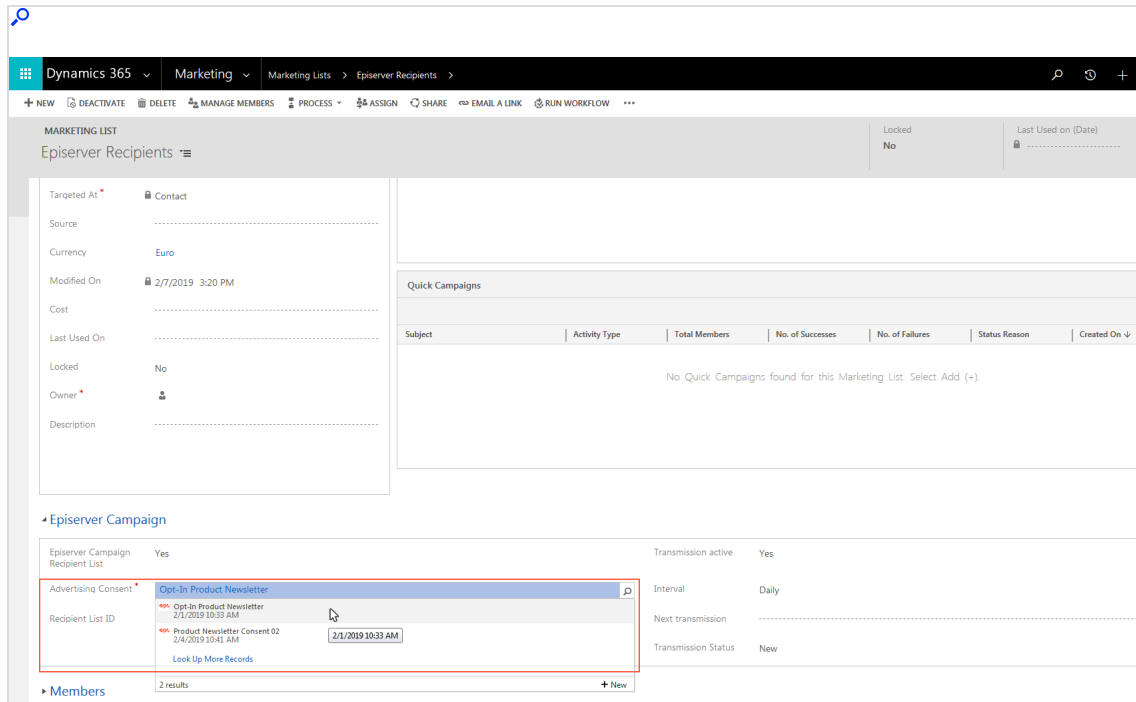 Dynamics 365 Marketing Marketing Lists > Episerver Recipients >
NEW DEACTIVATE DELETE MANAGE MEMBERS PROCESS ASSIGN SHARE EMAIL A LINK RUN WORKFLOW •••
MARKETING LIST
Episerver Recipients
Locked
No
Last Used on (Date)
Targeted At *
Contact
Source
Currency
Euro
Modified On
2/7/2019 3:20 PM
Cost
Last Used On
Locked
No
Owner *
Description
Quick Campaigns
Subject Activity Type Total Members No. of Successes No. of Failures Status Reason Created On ↓
No Quick Campaigns found for this Marketing List. Select Add (+).
Episerver Campaign
Episerver Campaign
Recipient List
Yes
Transmission active
Yes
Advertising Consent *
Opt-In Product Newsletter
Interval
Daily
Opt-In Product Newsletter
2/1/2019 10:33 AM
Recipient List ID
Next transmission
Product Newsletter Consent 02
2/4/2019 10:41 AM
2/1/2019 10:33 AM
Transmission Status
New
Look Up More Records
2 results
+ New
Members